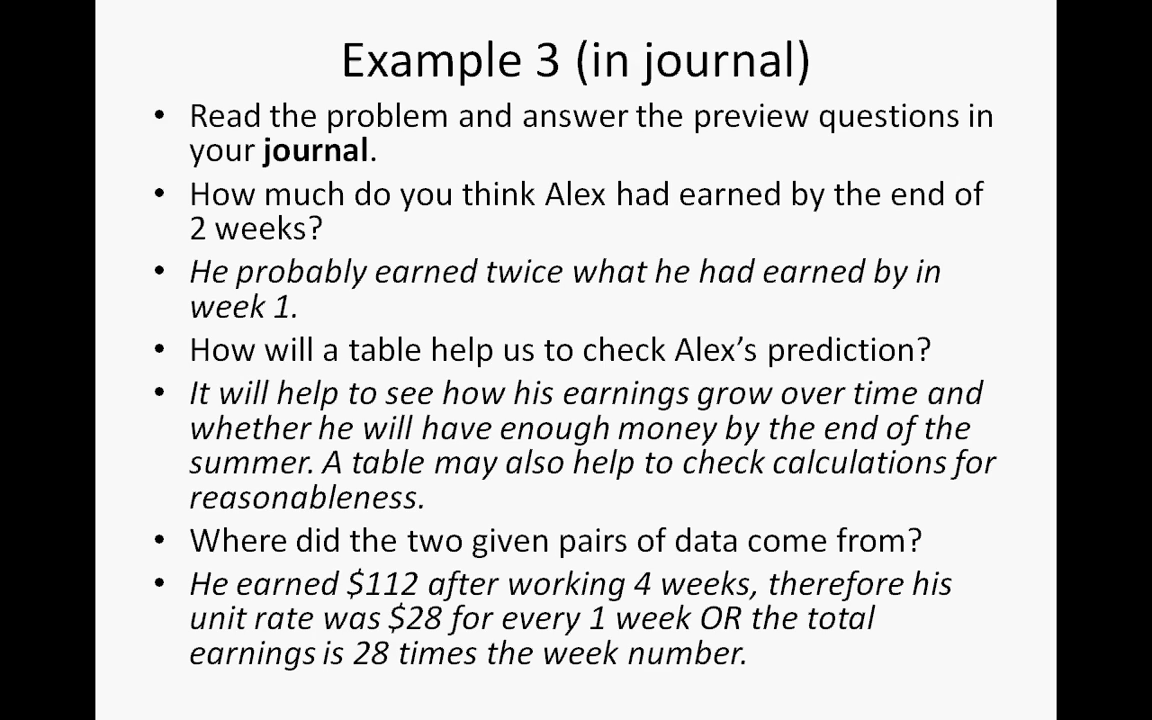 Example 3 (in journal)
• Read the problem and answer the preview questions in
your journal.
• How much do you think Alex had earned by the end of
2 weeks?
• He probably earned twice what he had earned by in
week 1.
• How will a table help us to check Alex’s prediction?
• It will help to see how his earnings grow over time and
whether he will have enough money by the end of the
summer. A table may also help to check calculations for
reasonableness.
• Where did the two given pairs of data come from?
• He earned $112 after working 4 weeks, therefore his
unit rate was $28 for every 1 week OR the total
earnings is 28 times the week number.